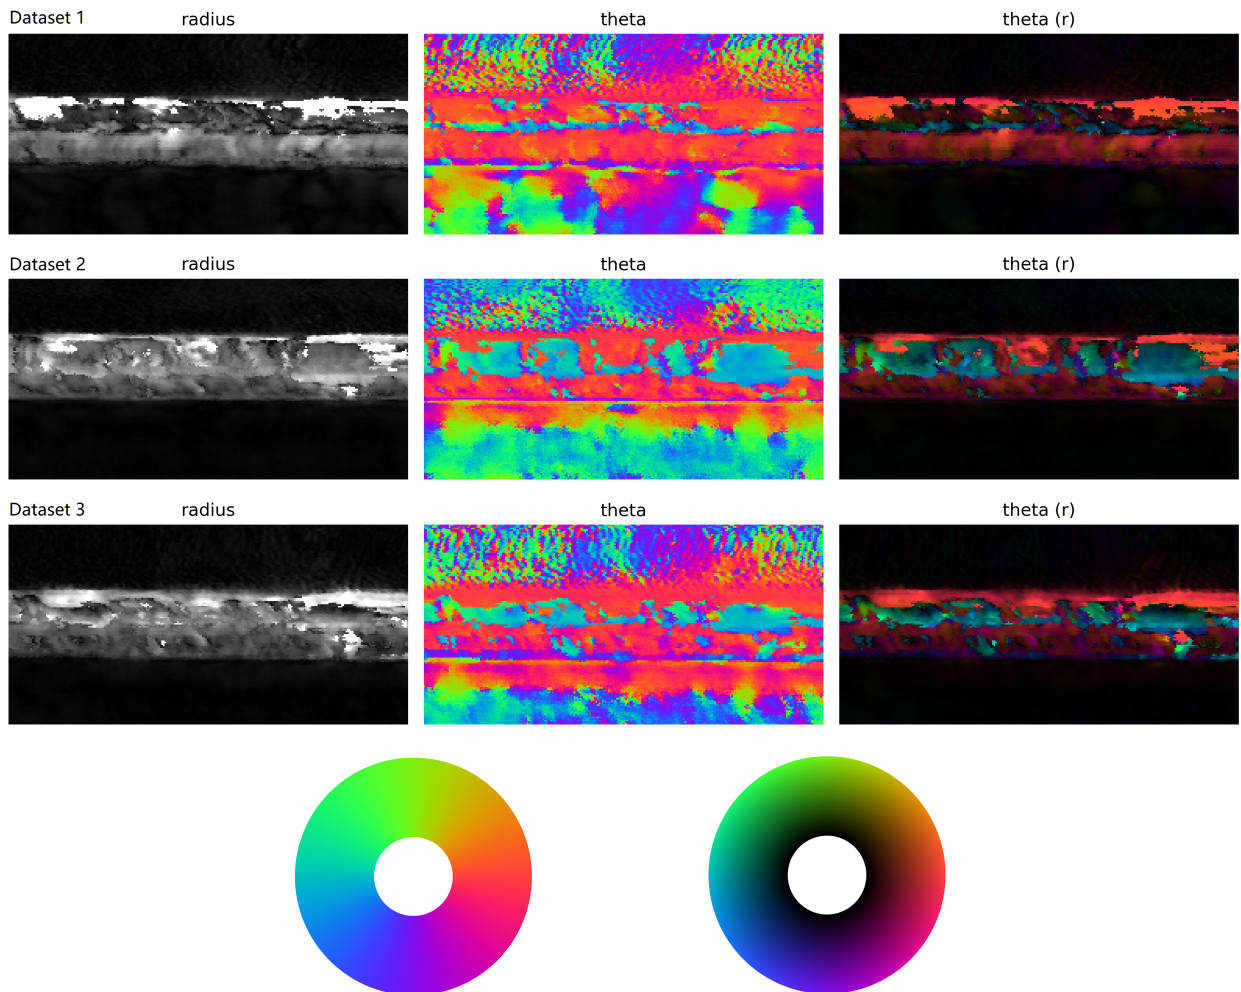 Dataset 1 radius theta theta (r)
Dataset 2 radius theta theta (r)
Dataset 3 radius theta theta (r)